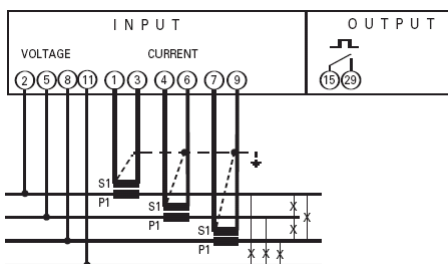 INPUT
OUTPUT
VOLTAGE
CURRENT
2 5 8 11 1 3 4 6 7 9
15 29
S1
P1
S1
P1
S1
P1